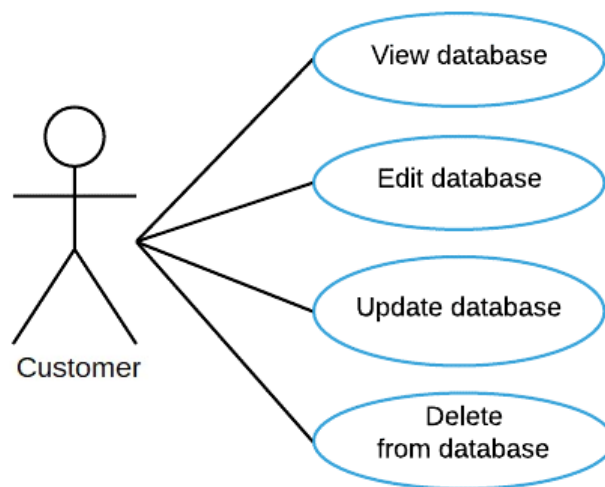 View database
Edit database
Update database
Delete
from database
Customer